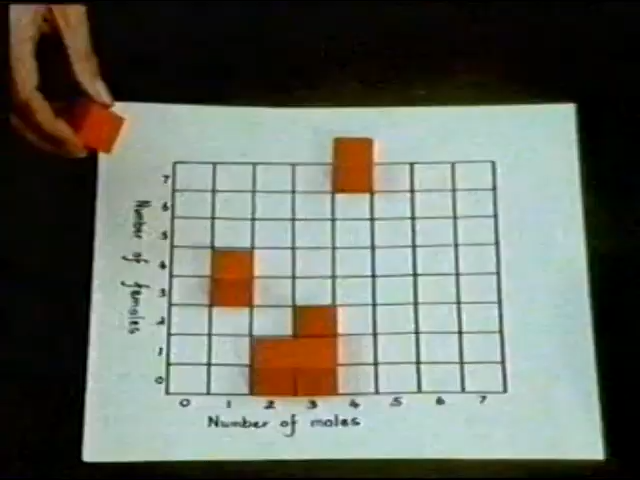 7
6
5
4
3
2
1
0
Number of females
0 1 2 3 4 5 6 7
Number of males